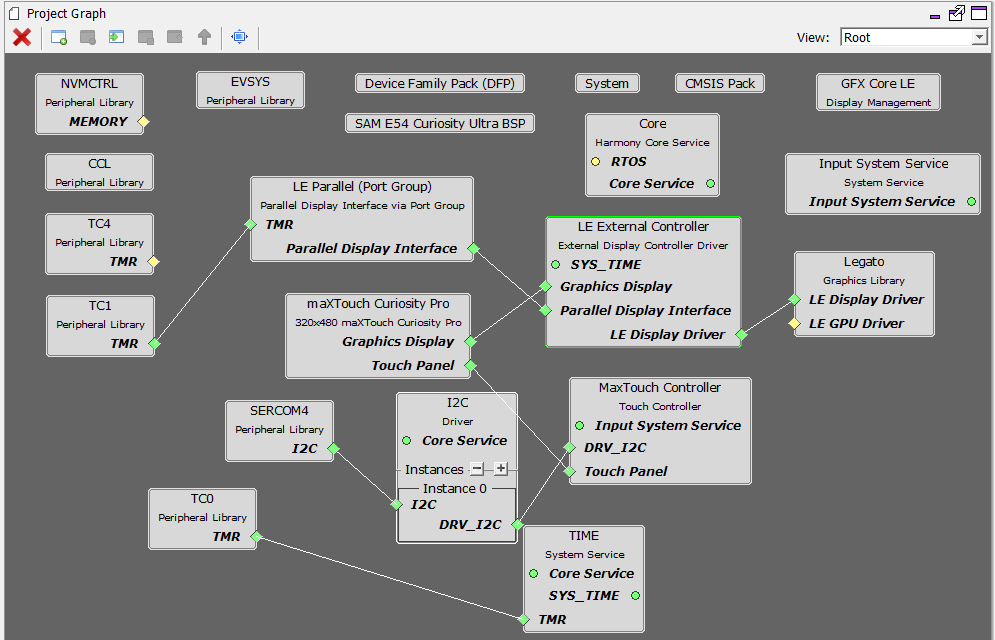 Project Graph
View: Root
NVMCTRL
Peripheral Library
MEMORY
EVSYS
Peripheral Library
Device Family Pack (DFP)
System
CMSIS Pack
GFX Core LE
Display Management
SAM E54 Curiosity Ultra BSP
Core
Harmony Core Service
RTOS
Core Service
CCL
Peripheral Library
Input System Service
System Service
Input System Service
LE Parallel (Port Group)
Parallel Display Interface via Port Group
TMR
Parallel Display Interface
TC4
Peripheral Library
TMR
LE External Controller
External Display Controller Driver
SYS_TIME
Graphics Display
Parallel Display Interface
LE Display Driver
Legato
Graphics Library
LE Display Driver
LE GPU Driver
TC1
Peripheral Library
TMR
maXTouch Curiosity Pro
320x480 maXTouch Curiosity Pro
Graphics Display
Touch Panel
MaxTouch Controller
Touch Controller
Input System Service
DRV_I2C
Touch Panel
SERCOM4
Peripheral Library
I2C
I2C
Driver
Core Service
Instances
Instance 0
I2C
DRV_I2C
TC0
Peripheral Library
TMR
TIME
System Service
Core Service
SYS_TIME
TMR